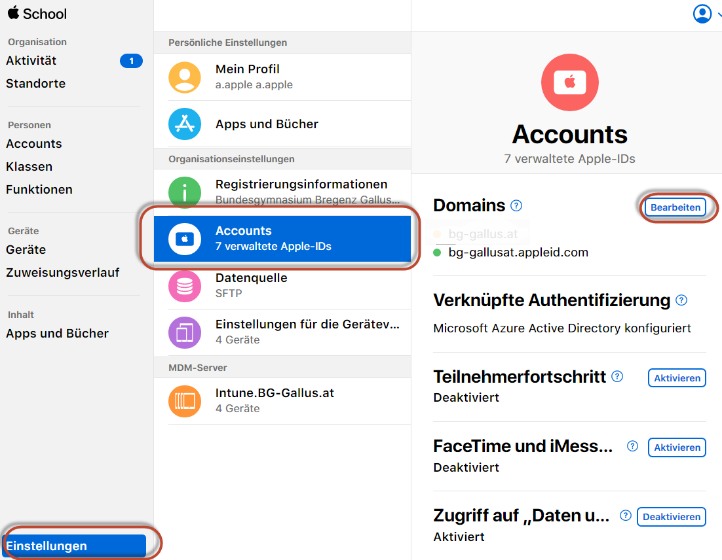 School
Organisation
Aktivität
1
Standorte
Personen
Accounts
Klassen
Funktionen
Geräte
Geräte
Zuweisungsverlauf
Inhalt
Apps und Bücher
Einstellungen
Persönliche Einstellungen
Mein Profil
a.apple a.apple
Apps und Bücher
Organisationseinstellungen
Registrierungsinformationen
Bundesgymnasium Bregenz Gallus...
Accounts
7 verwaltete Apple-IDs
Datenquelle
SFTP
Einstellungen für die Gerätev...
4 Geräte
MDM-Server
Intune.BG-Gallus.at
4 Geräte
Accounts
7 verwaltete Apple-IDs
Domains
Bearbeiten
bg-gallus.at
bg-gallusat.appleid.com
Verknüpfte Authentifizierung
Microsoft Azure Active Directory konfiguriert
Teilnehmerfortschritt
Aktivieren
Deaktiviert
FaceTime und iMess...
Aktivieren
Deaktiviert
Zugriff auf „Daten u...
Deaktivieren
Aktiviert